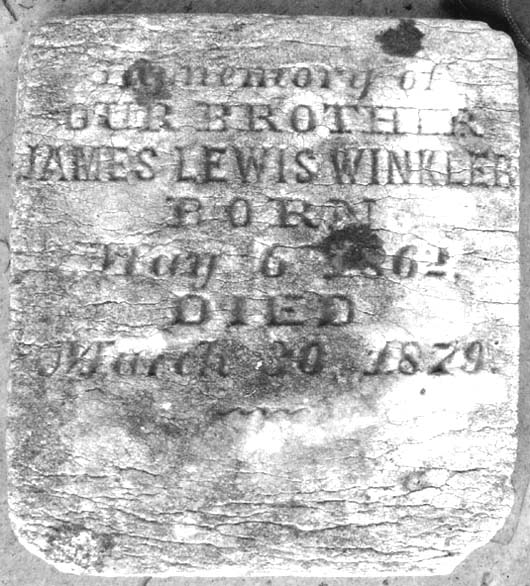 In memory of
OUR BROTHER
JAMES LEWIS WINKLER
BORN
May 6 1862.
DIED
March 30, 1879.